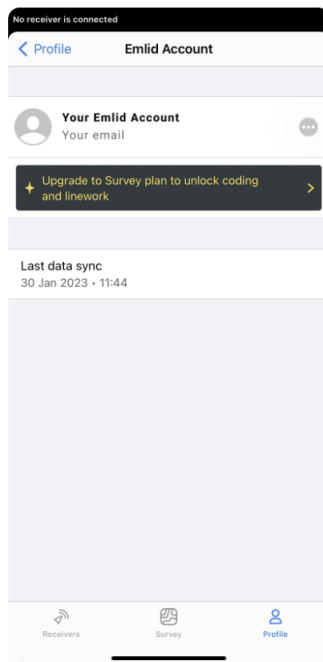 No receiver is connected
Profile
Emlid Account
Your Emlid Account
Your email
Upgrade to Survey plan to unlock coding
and linework
Last data sync
30 Jan 2023 • 11:44
Receivers
Survey
Profile